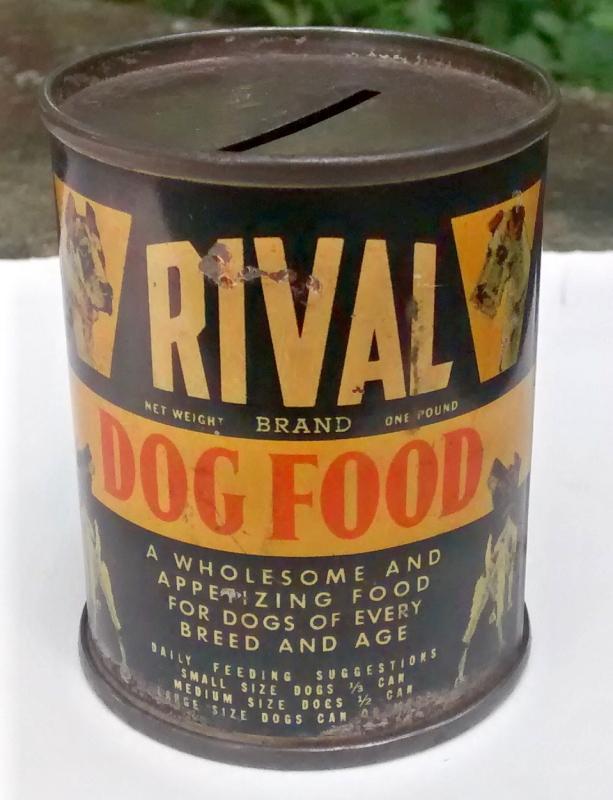 RIVAL
NET WEIGHT BRAND ONE POUND
DOG FOOD
A WHOLESOME AND
APPETIZING FOOD
FOR DOGS OF EVERY
BREED AND AGE
DAILY FEEDING SUGGESTIONS
SMALL SIZE DOGS ⅓ CAN
MEDIUM SIZE DOGS ½ CAN
LARGE SIZE DOGS CAN